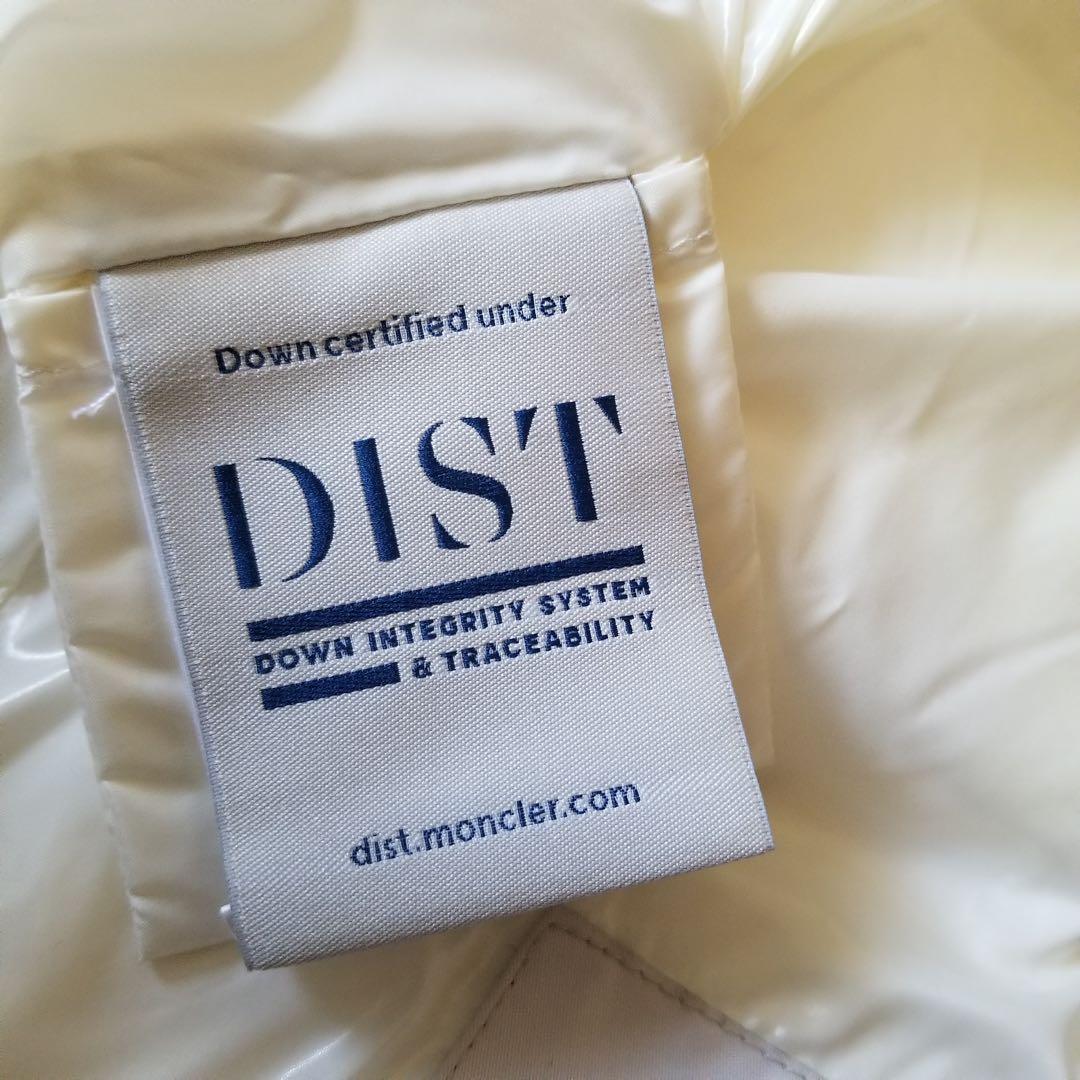 Down certified under
DIST
DOWN INTEGRITY SYSTEM
& TRACEABILITY
dist.moncler.com